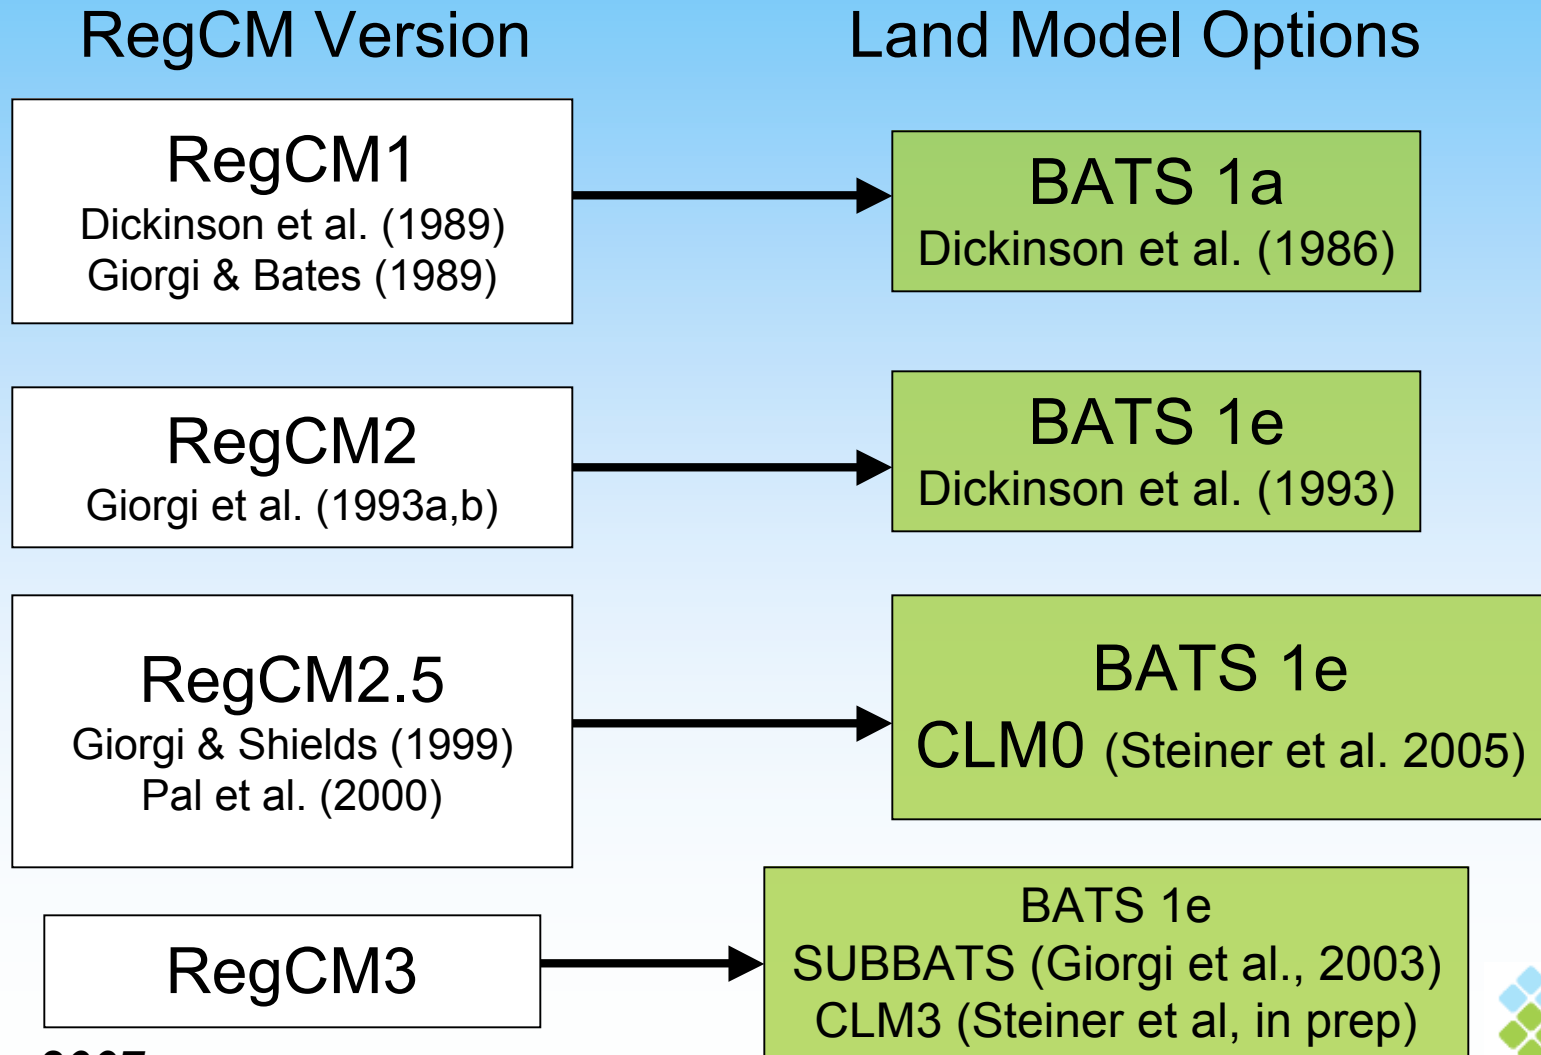 RegCM Version
Land Model Options
RegCM1
Dickinson et al. (1989)
Giorgi & Bates (1989)
BATS 1a
Dickinson et al. (1986)
RegCM2
Giorgi et al. (1993a,b)
BATS 1e
Dickinson et al. (1993)
RegCM2.5
Giorgi & Shields (1999)
Pal et al. (2000)
BATS 1e
CLM0 (Steiner et al. 2005)
RegCM3
BATS 1e
SUBBATS (Giorgi et al., 2003)
CLM3 (Steiner et al, in prep)